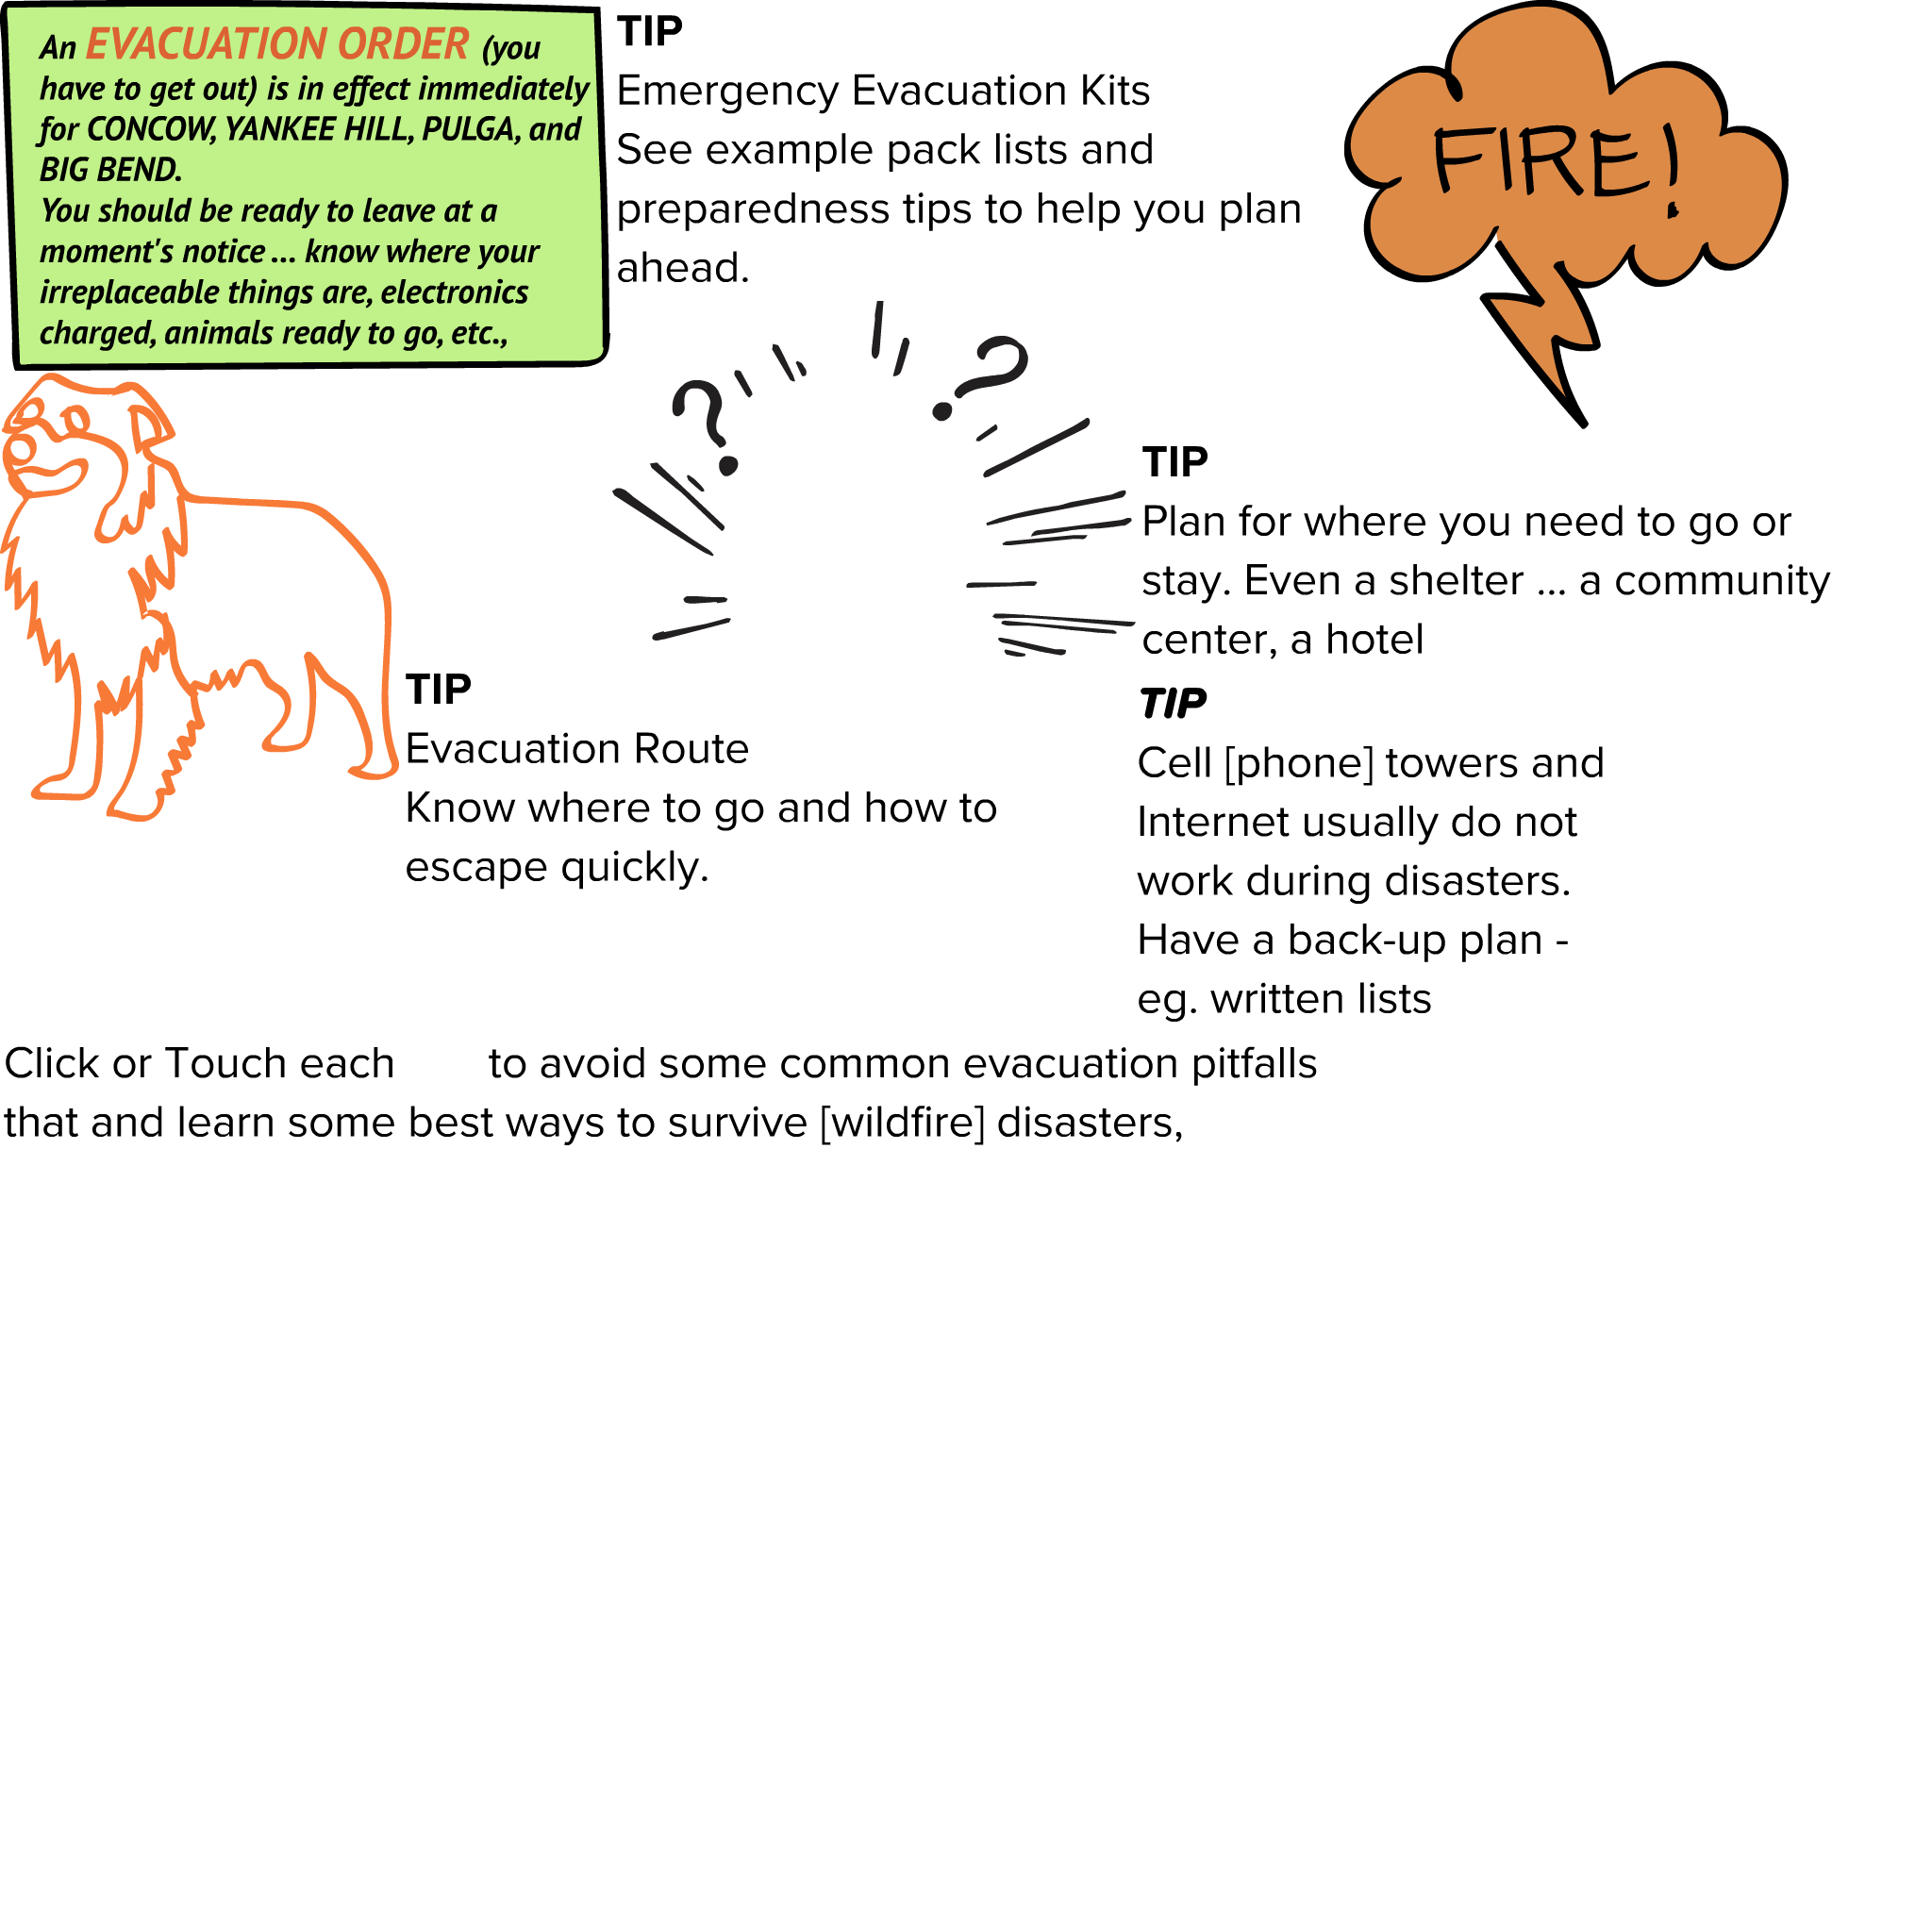 An EVACUATION ORDER (you
have to get out) is in effect immediately
for CONCOW, YANKEE HILL, PULGA, and
BIG BEND.
You should be ready to leave at a
moment's notice ... know where your
irreplaceable things are, electronics
charged, animals ready to go, etc.,
TIP
Emergency Evacuation Kits
See example pack lists and
preparedness tips to help you plan
ahead.
FIRE!
?
?
TIP
Plan for where you need to go or
stay. Even a shelter ... a community
center, a hotel
TIP
Evacuation Route
Know where to go and how to
escape quickly.
TIP
Cell [phone] towers and
Internet usually do not
work during disasters.
Have a back-up plan -
eg. written lists
Click or Touch each to avoid some common evacuation pitfalls
that and learn some best ways to survive [wildfire] disasters,